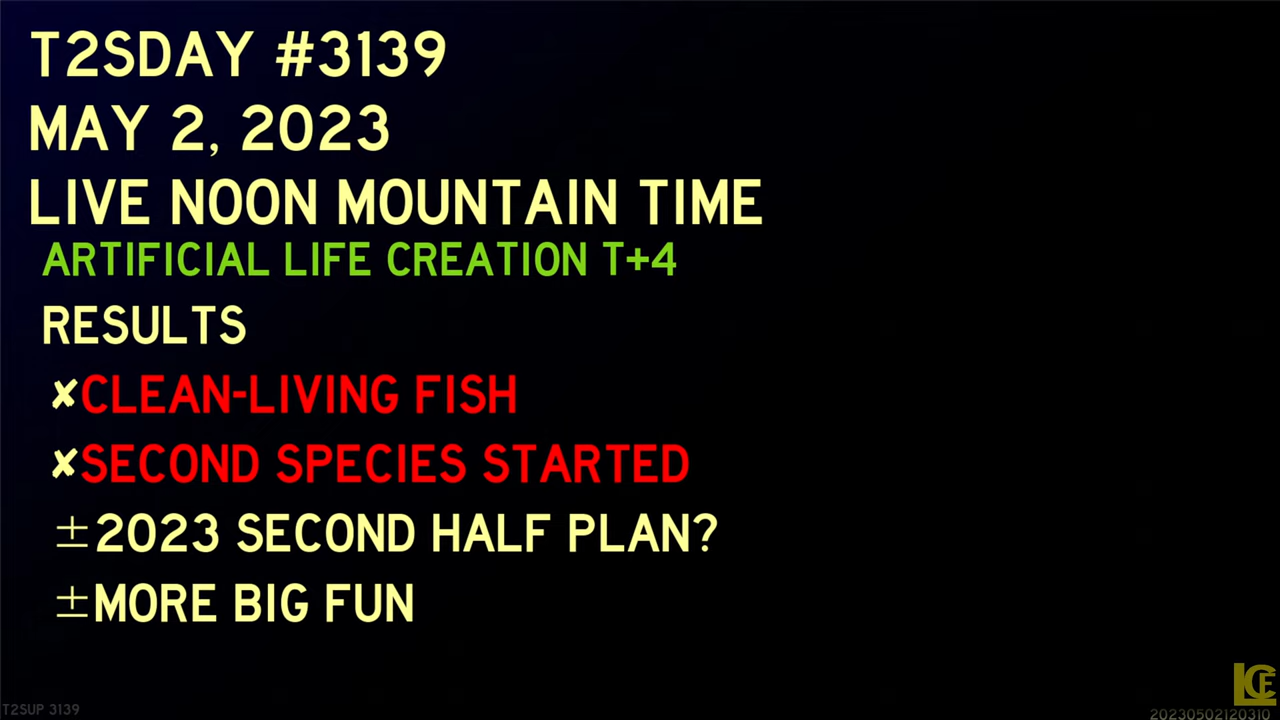 T2SDAY #3139
MAY 2, 2023
LIVE NOON MOUNTAIN TIME
ARTIFICIAL LIFE CREATION T+4
RESULTS
✘CLEAN-LIVING FISH
✘SECOND SPECIES STARTED
±2023 SECOND HALF PLAN?
±MORE BIG FUN
T2SUP 3139
20230502120310